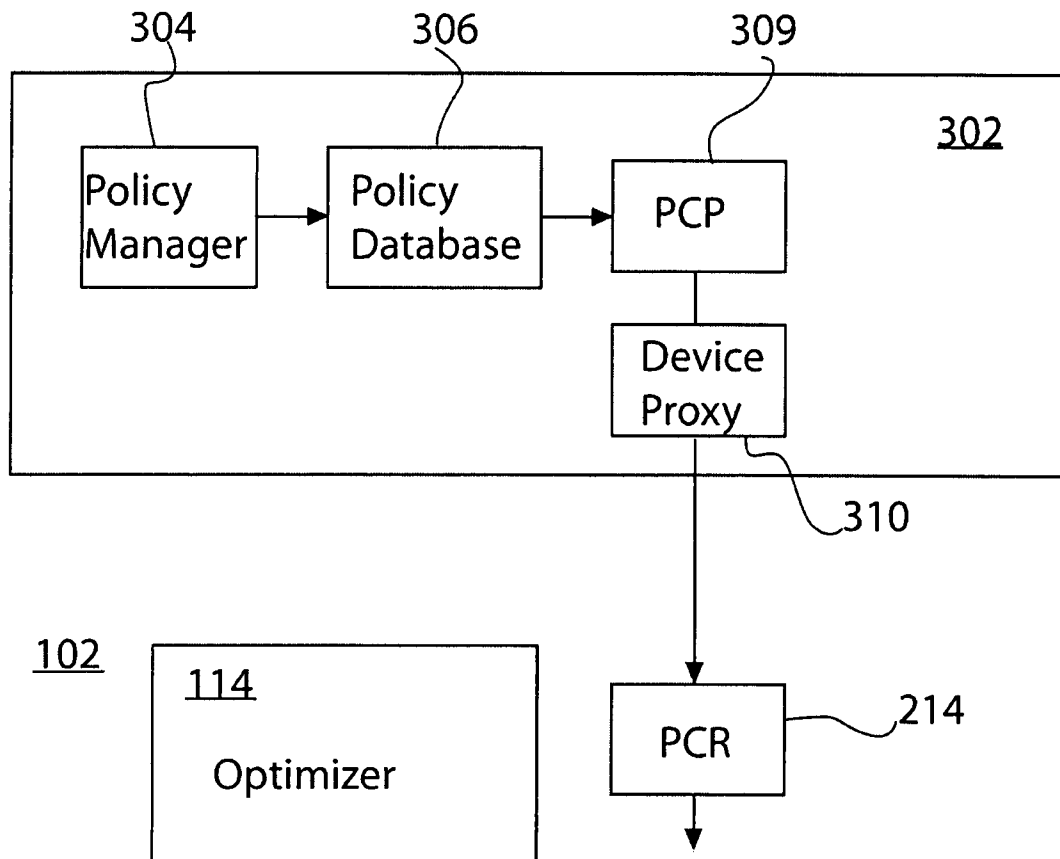 304
306
309
302
Policy
Manager
Policy
Database
PCP
Device
Proxy
310
102
114
Optimizer
PCR
214